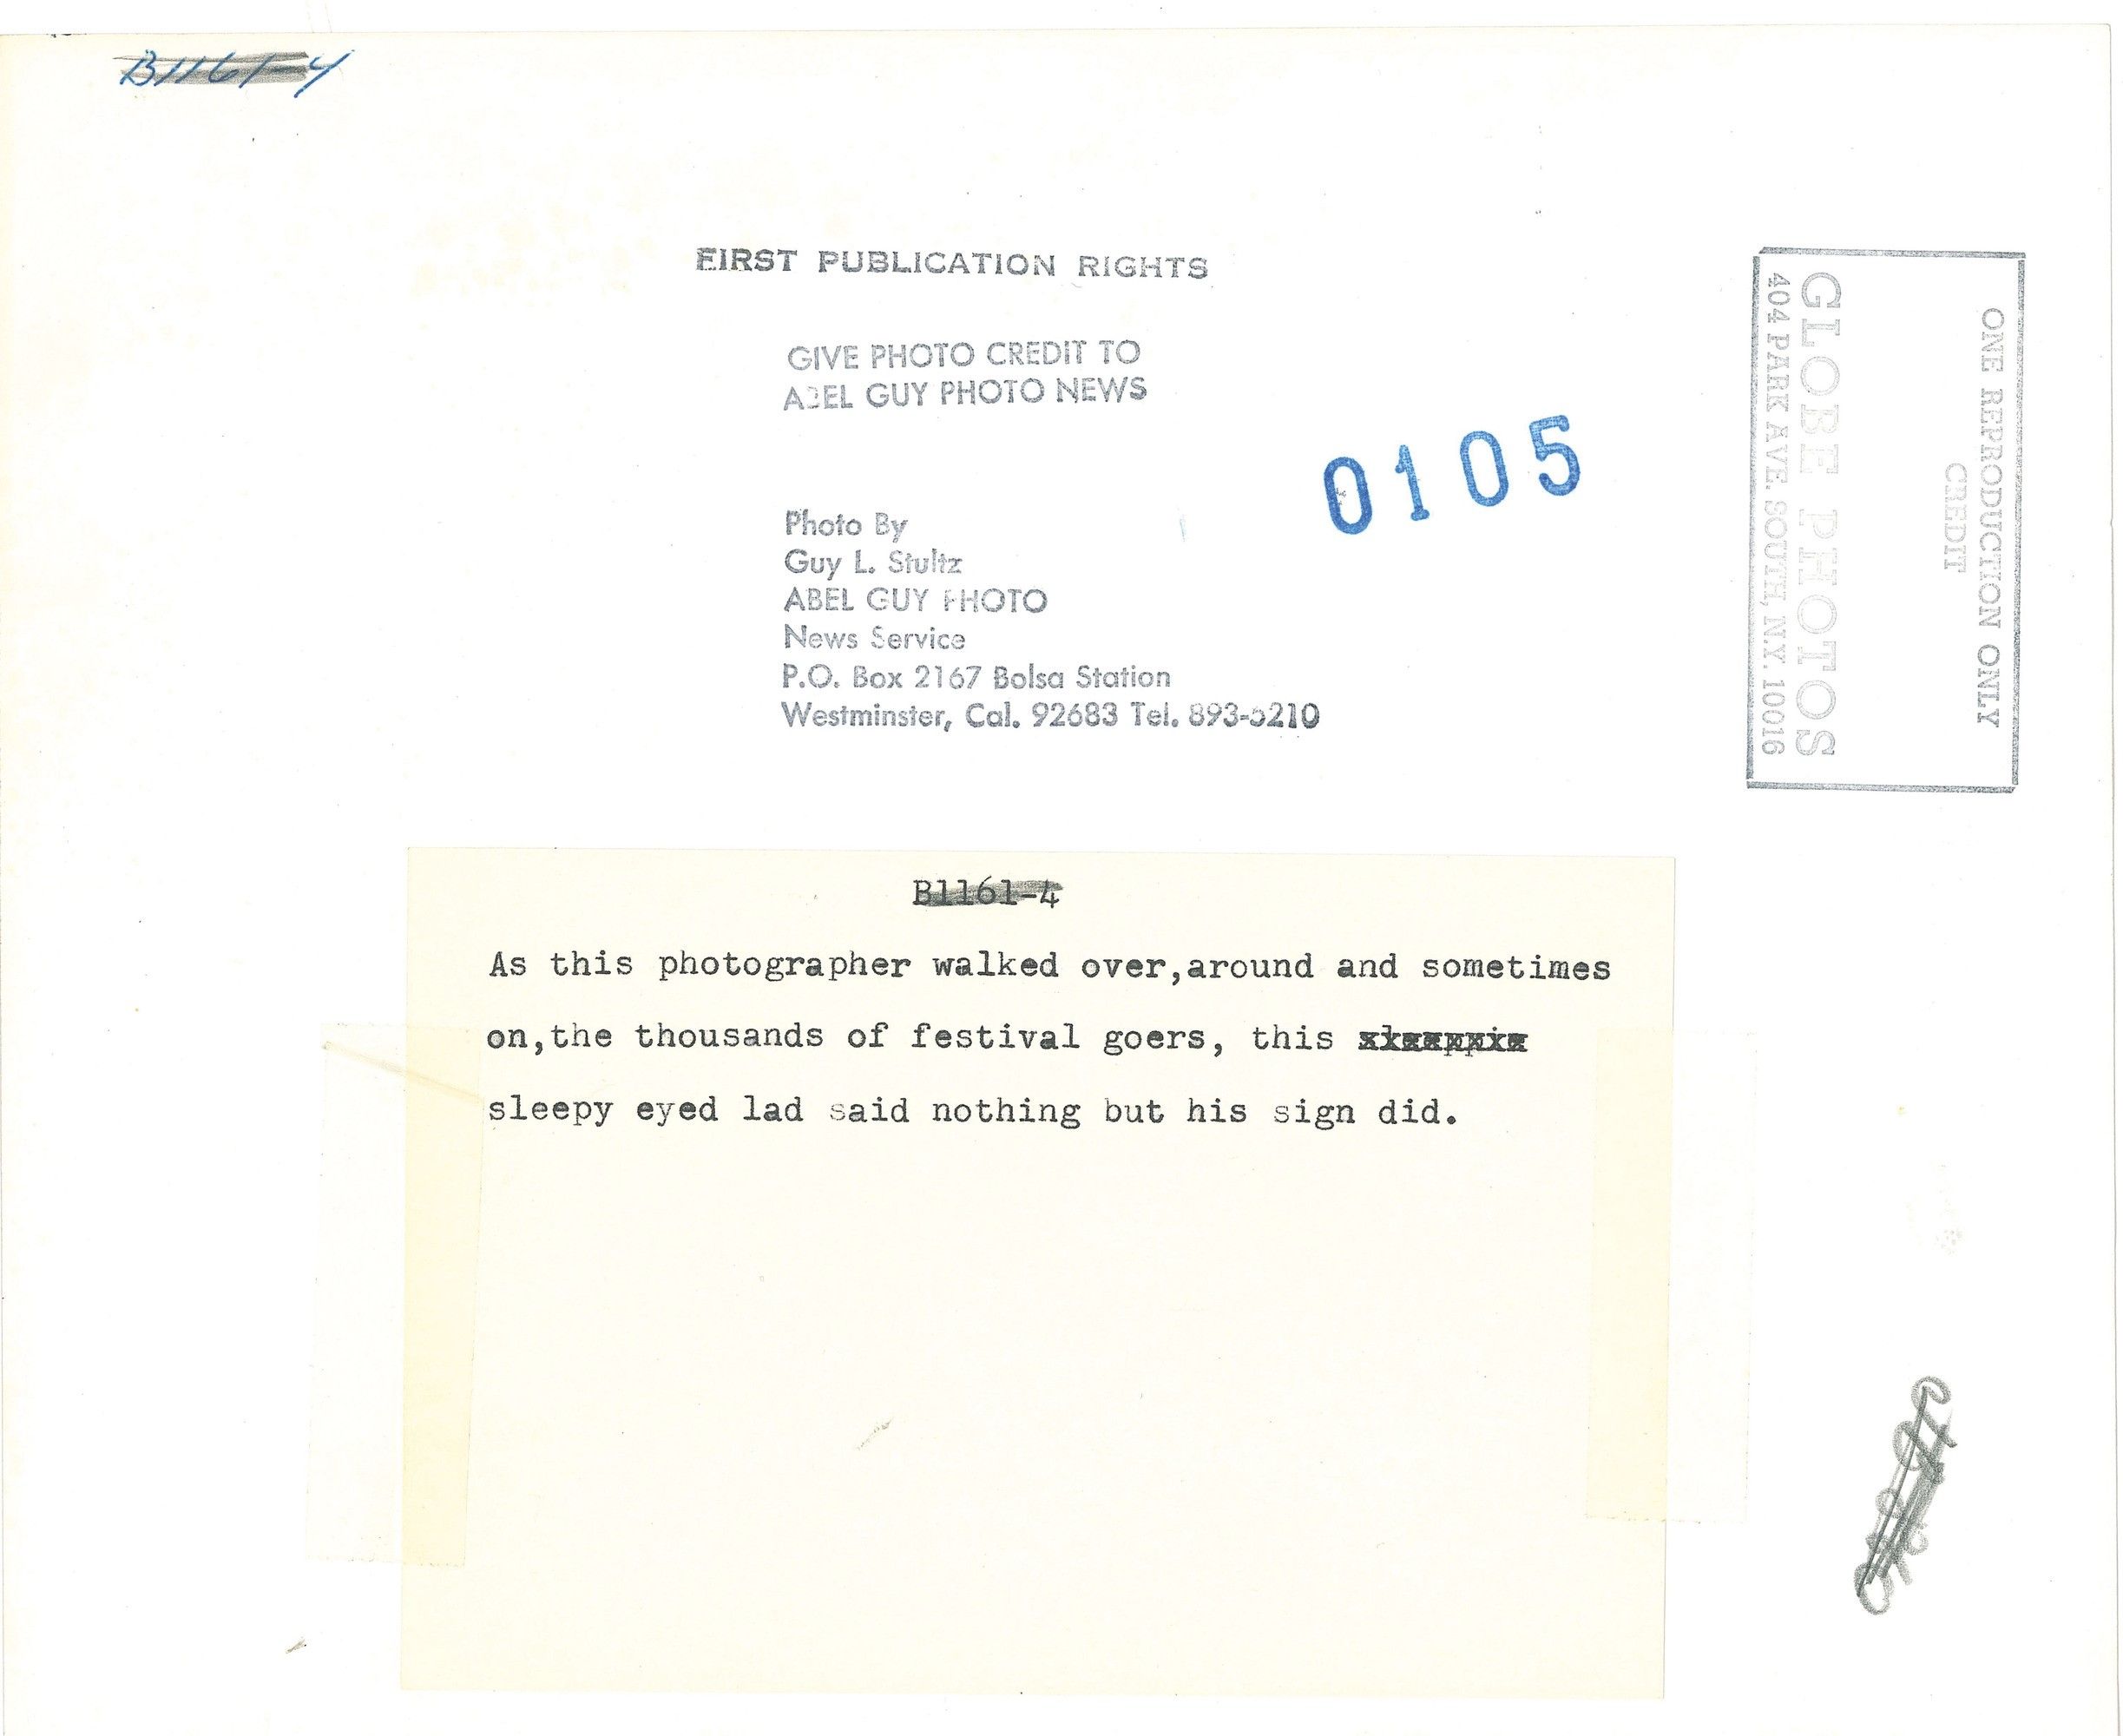 B1161-4
FIRST PUBLICATION RIGHTS
GIVE PHOTO CREDIT TO
ABEL GUY PHOTO NEWS
0105
Photo By
Guy L. Stultz
ABEL GUY PHOTO
News Service
P.O. Box 2167 Bolsa Station
Westminster, Cal. 92683 Tel. 893-5210
ONE REPRODUCTION ONLY
CREDIT
GLOBE PHOTOS
404 PARK AVE. SOUTH, N.Y. 10016
B1161-4
As this photographer walked over,around and sometimes
on,the thousands of festival goers, this
sleepy eyed lad said nothing but his sign did.